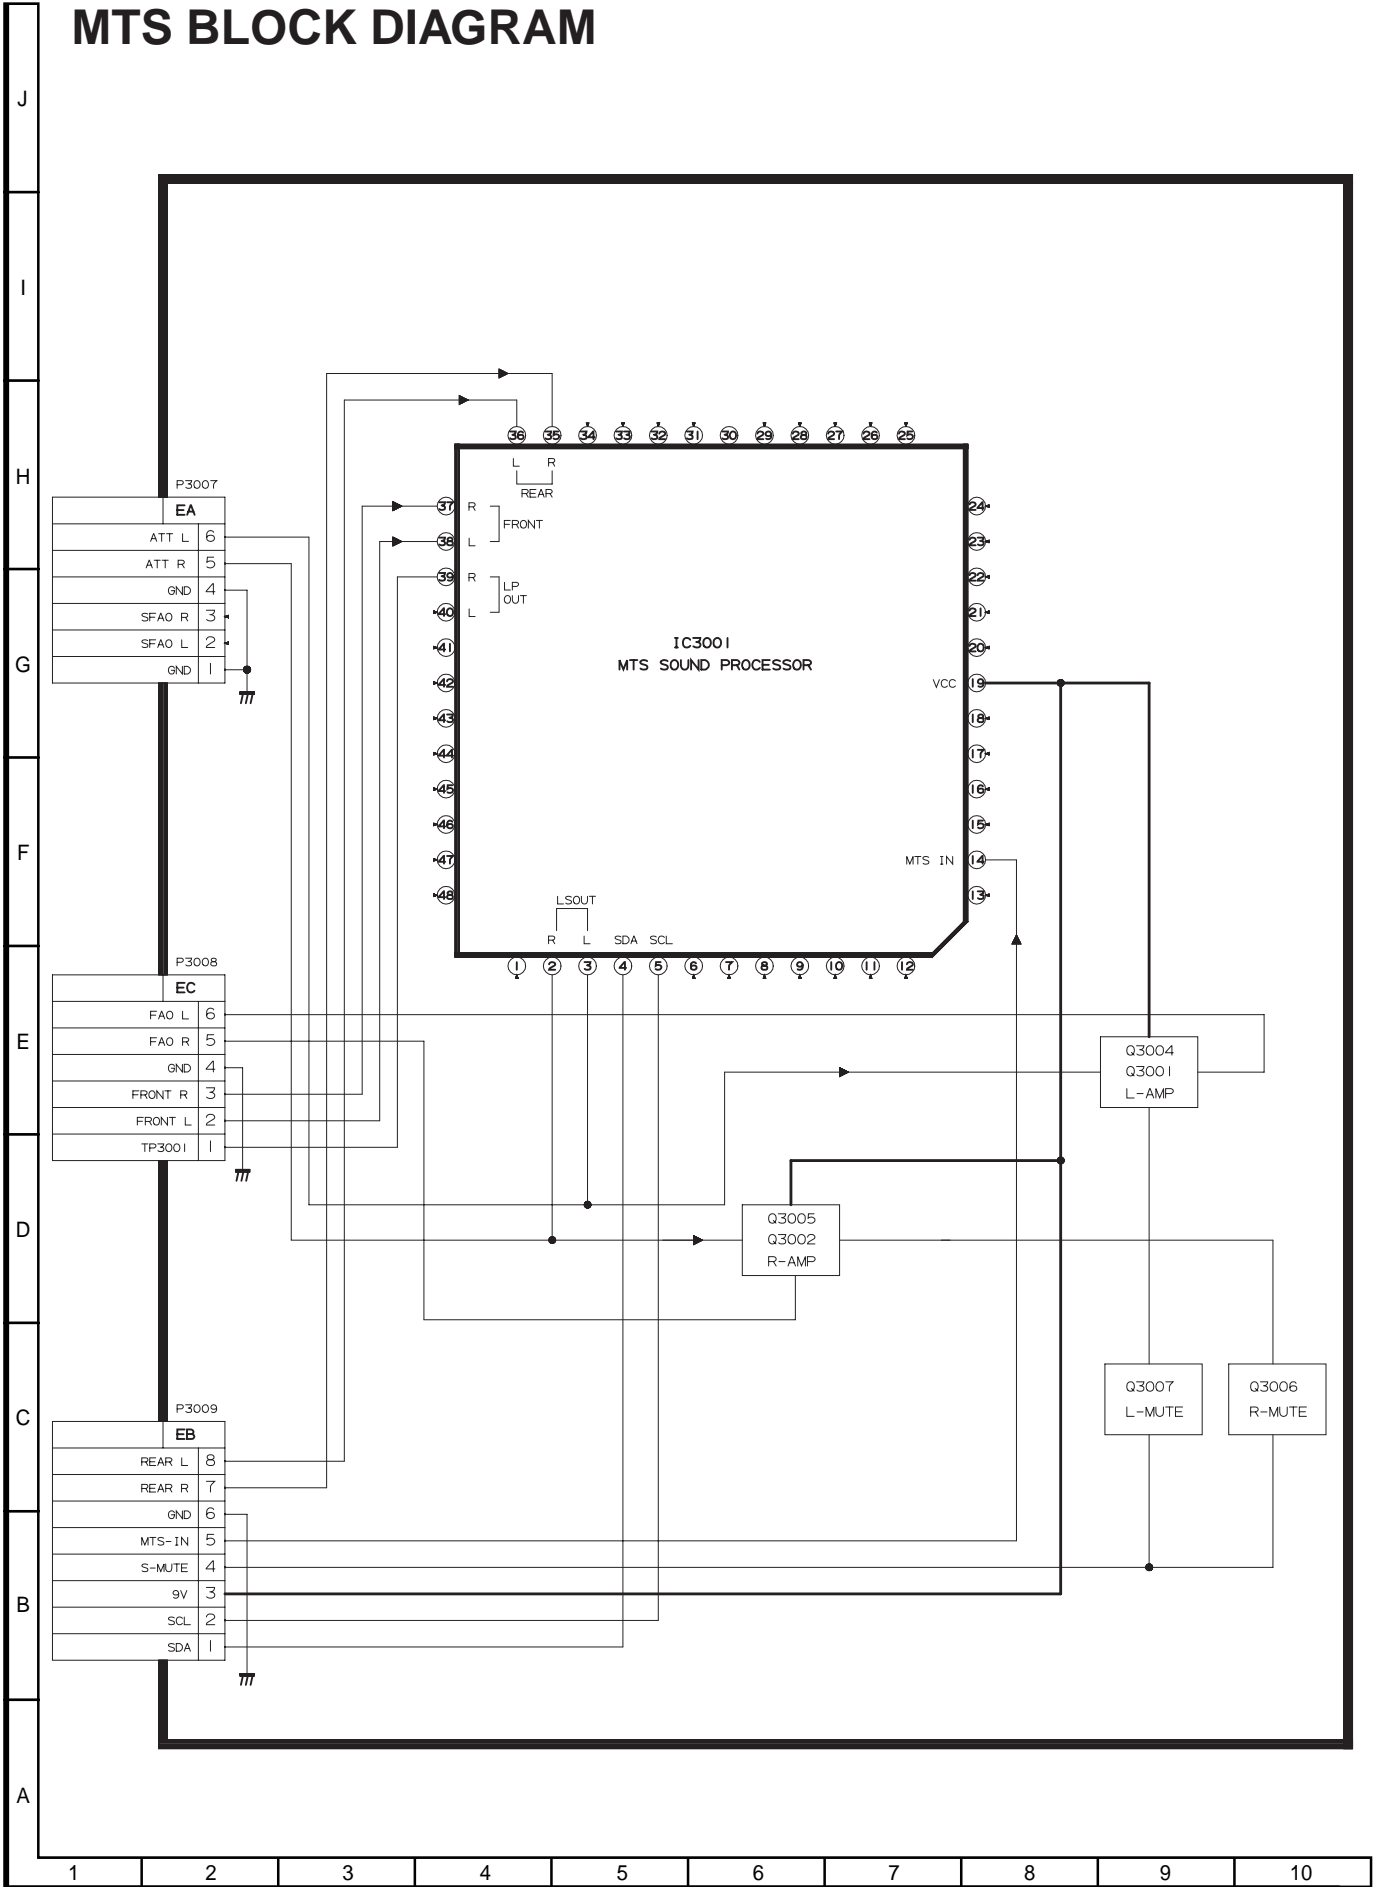 MTS BLOCK DIAGRAM
J
I
H
G
F
E
D
C
B
A
36 35 34 33 32 31 30 29 28 27 26 25
L R
REAR
37 R
FRONT
38 L
39 R
LP
OUT
40 L
41
42
43
44
45
46
47
48
24
23
22
21
20
VCC 19
18
17
16
15
MTS IN 14
13
IC3001
MTS SOUND PROCESSOR
LSOUT
R L SDA SCL
1 2 3 4 5 6 7 8 9 10 11 12
P3007
EA
ATT L 6
ATT R 5
GND 4
SFAO R 3
SFAO L 2
GND 1
P3008
EC
FAO L 6
FAO R 5
GND 4
FRONT R 3
FRONT L 2
TP3001 1
Q3004
Q3001
L-AMP
Q3005
Q3002
R-AMP
Q3007
L-MUTE
Q3006
R-MUTE
P3009
EB
REAR L 8
REAR R 7
GND 6
MTS-IN 5
S-MUTE 4
9V 3
SCL 2
SDA 1
1 2 3 4 5 6 7 8 9 10